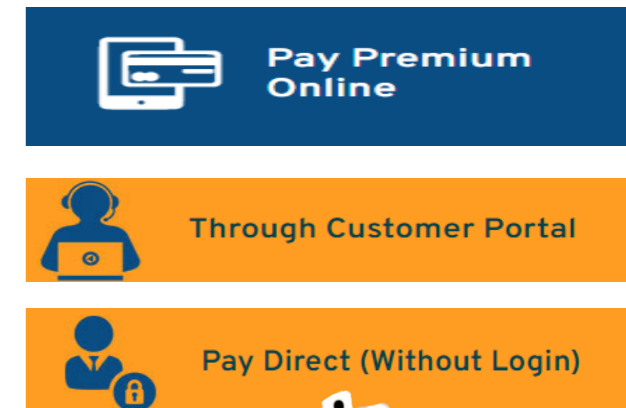 Pay Premium
Online
Through Customer Portal
Pay Direct (Without Login)